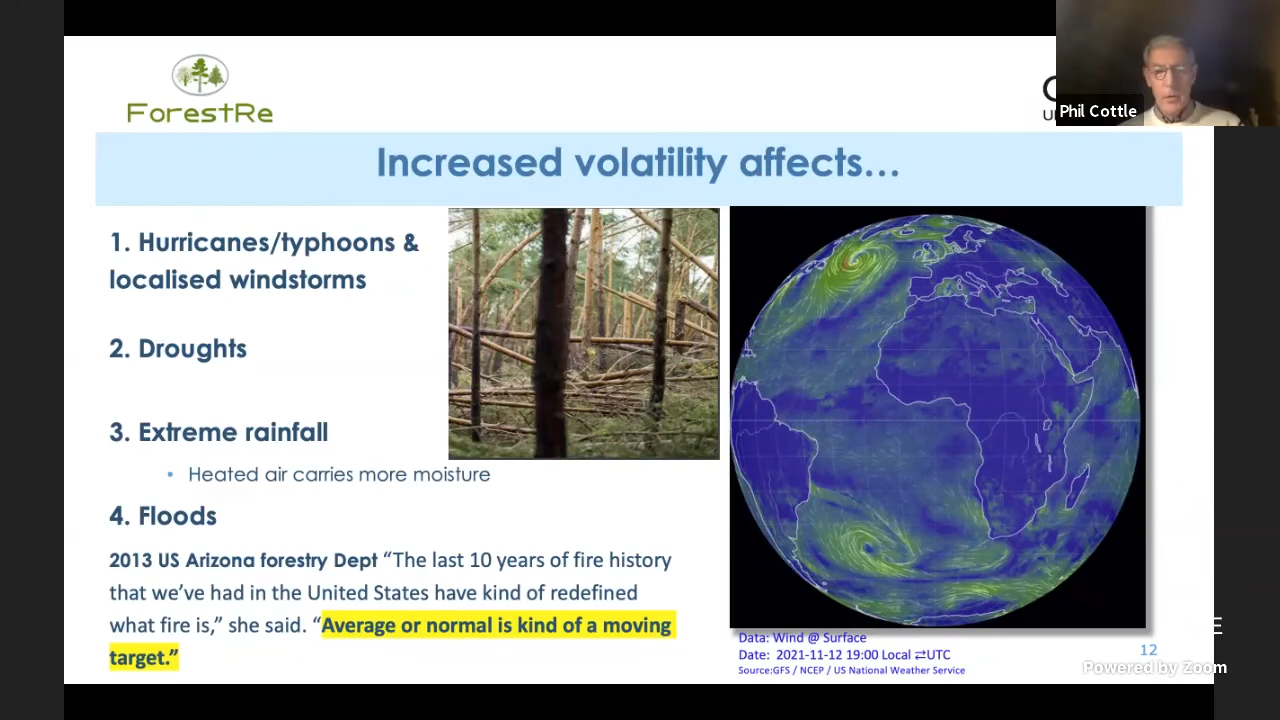 ForestRe
Phil Cottle
Increased volatility affects…
1. Hurricanes/typhoons &
localised windstorms
2. Droughts
3. Extreme rainfall
• Heated air carries more moisture
4. Floods
2013 US Arizona forestry Dept “The last 10 years of fire history
that we’ve had in the United States have kind of redefined
what fire is,” she said. “Average or normal is kind of a moving
target.”
Data: Wind @ Surface
Date: 2021-11-12 19:00 Local ⇄UTC
Source:GFS / NCEP / US National Weather Service
12
Powered by Zoom